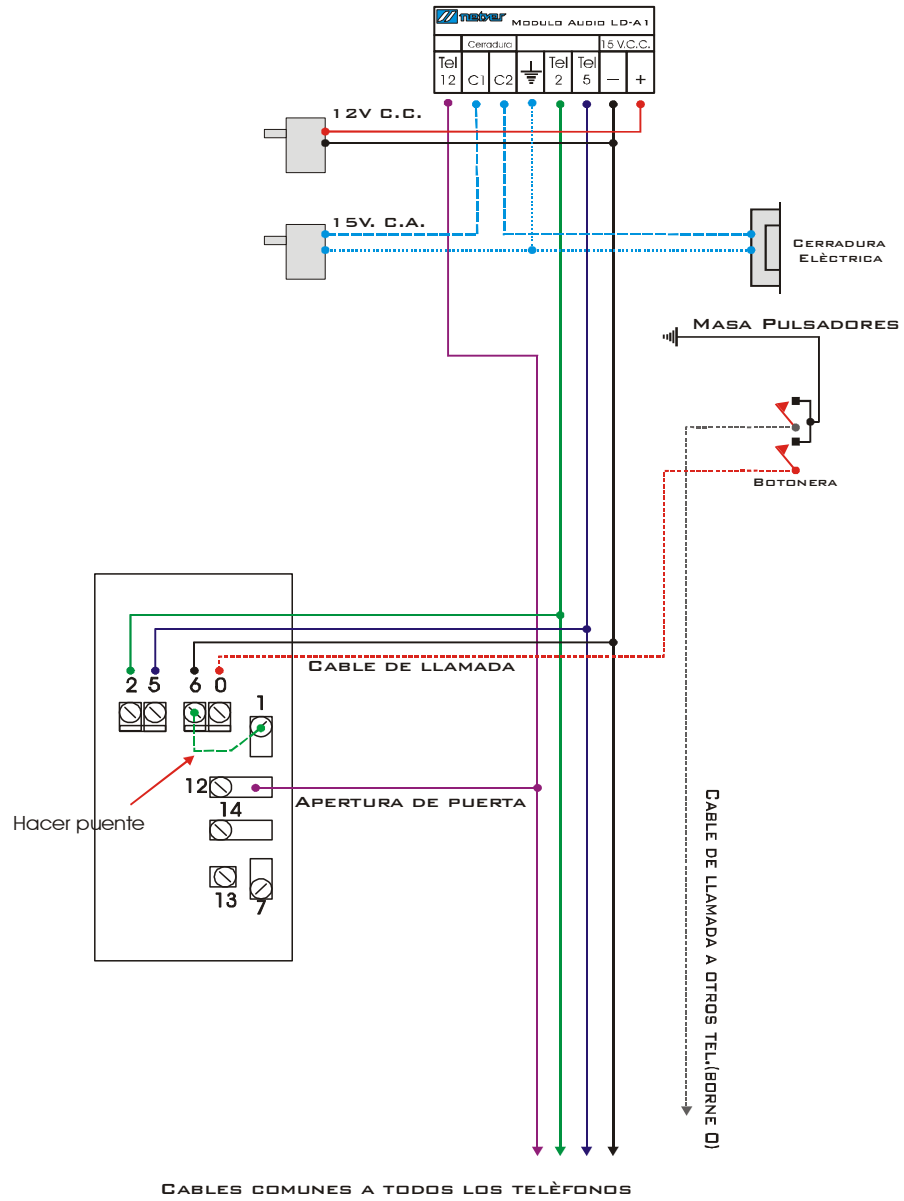 neber MODULO AUDIO LD-A1
Cerradura 15 V.C.C.
Tel 12 C1 C2 Tel 2 Tel 5 — +
12V C.C.
15V. C.A.
CERRADURA
ELÈCTRICA
MASA PULSADORES
BOTONERA
CABLE DE LLAMADA
2 5 6 0
1
12
APERTURA DE PUERTA
14
Hacer puente
13
7
CABLE DE LLAMADA A OTROS TEL.(BORNE 0)
CABLES COMUNES A TODOS LOS TELÈFONOS